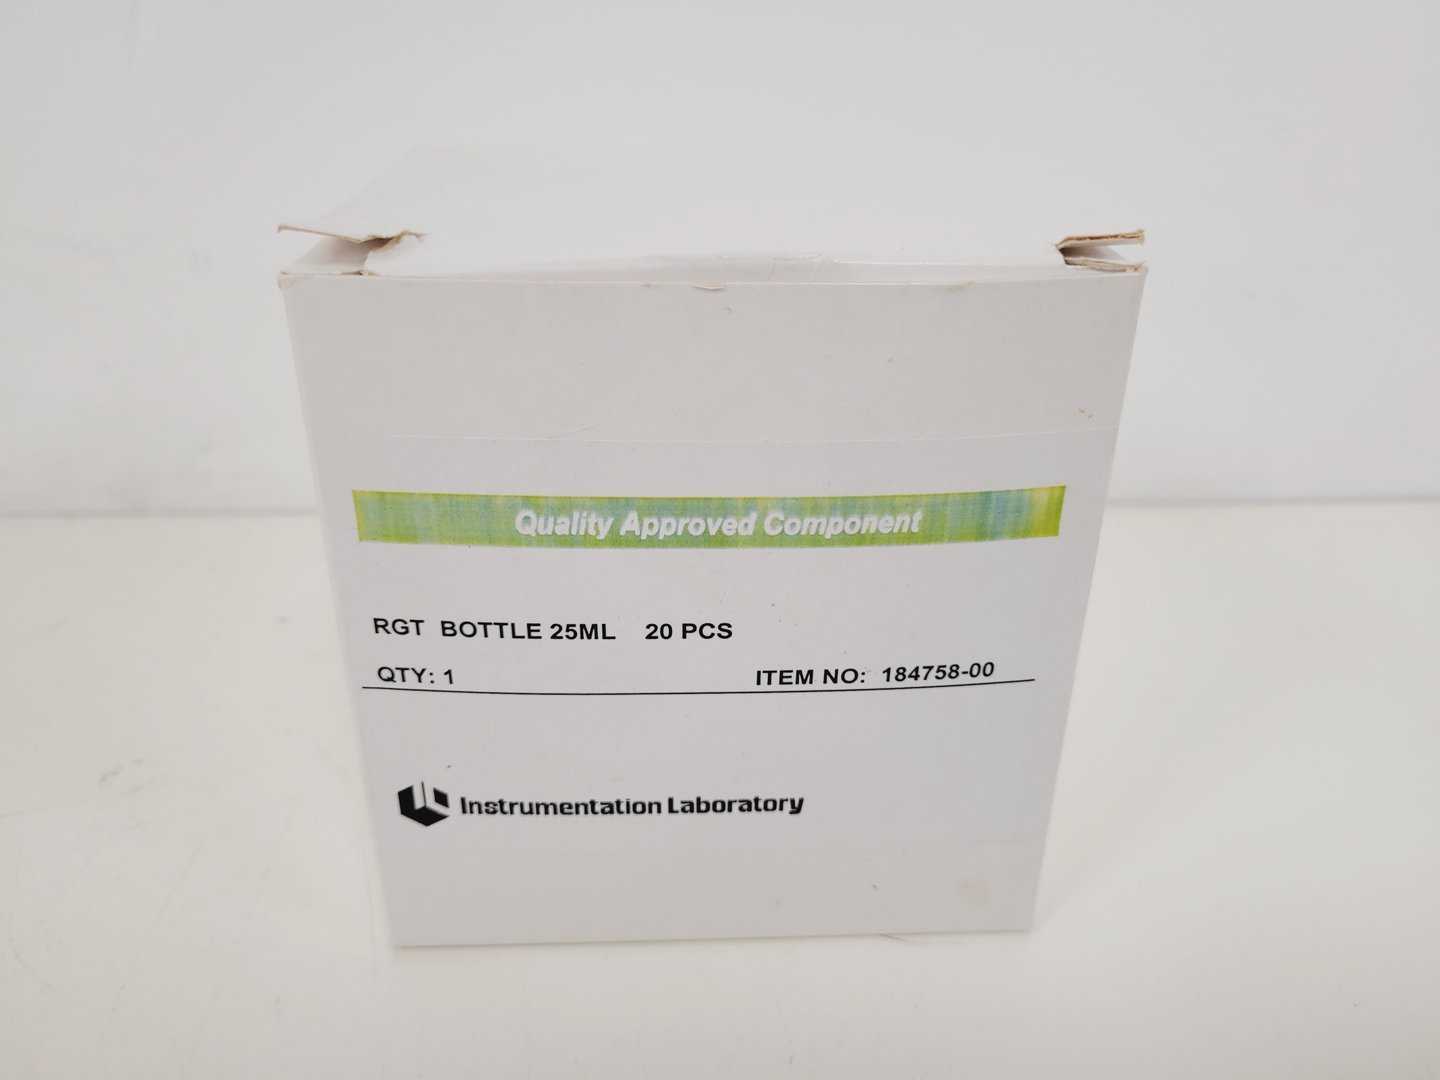 Quality Approved Component
RGT BOTTLE 25ML 20 PCS
QTY: 1 ITEM NO: 184758-00
Instrumentation Laboratory